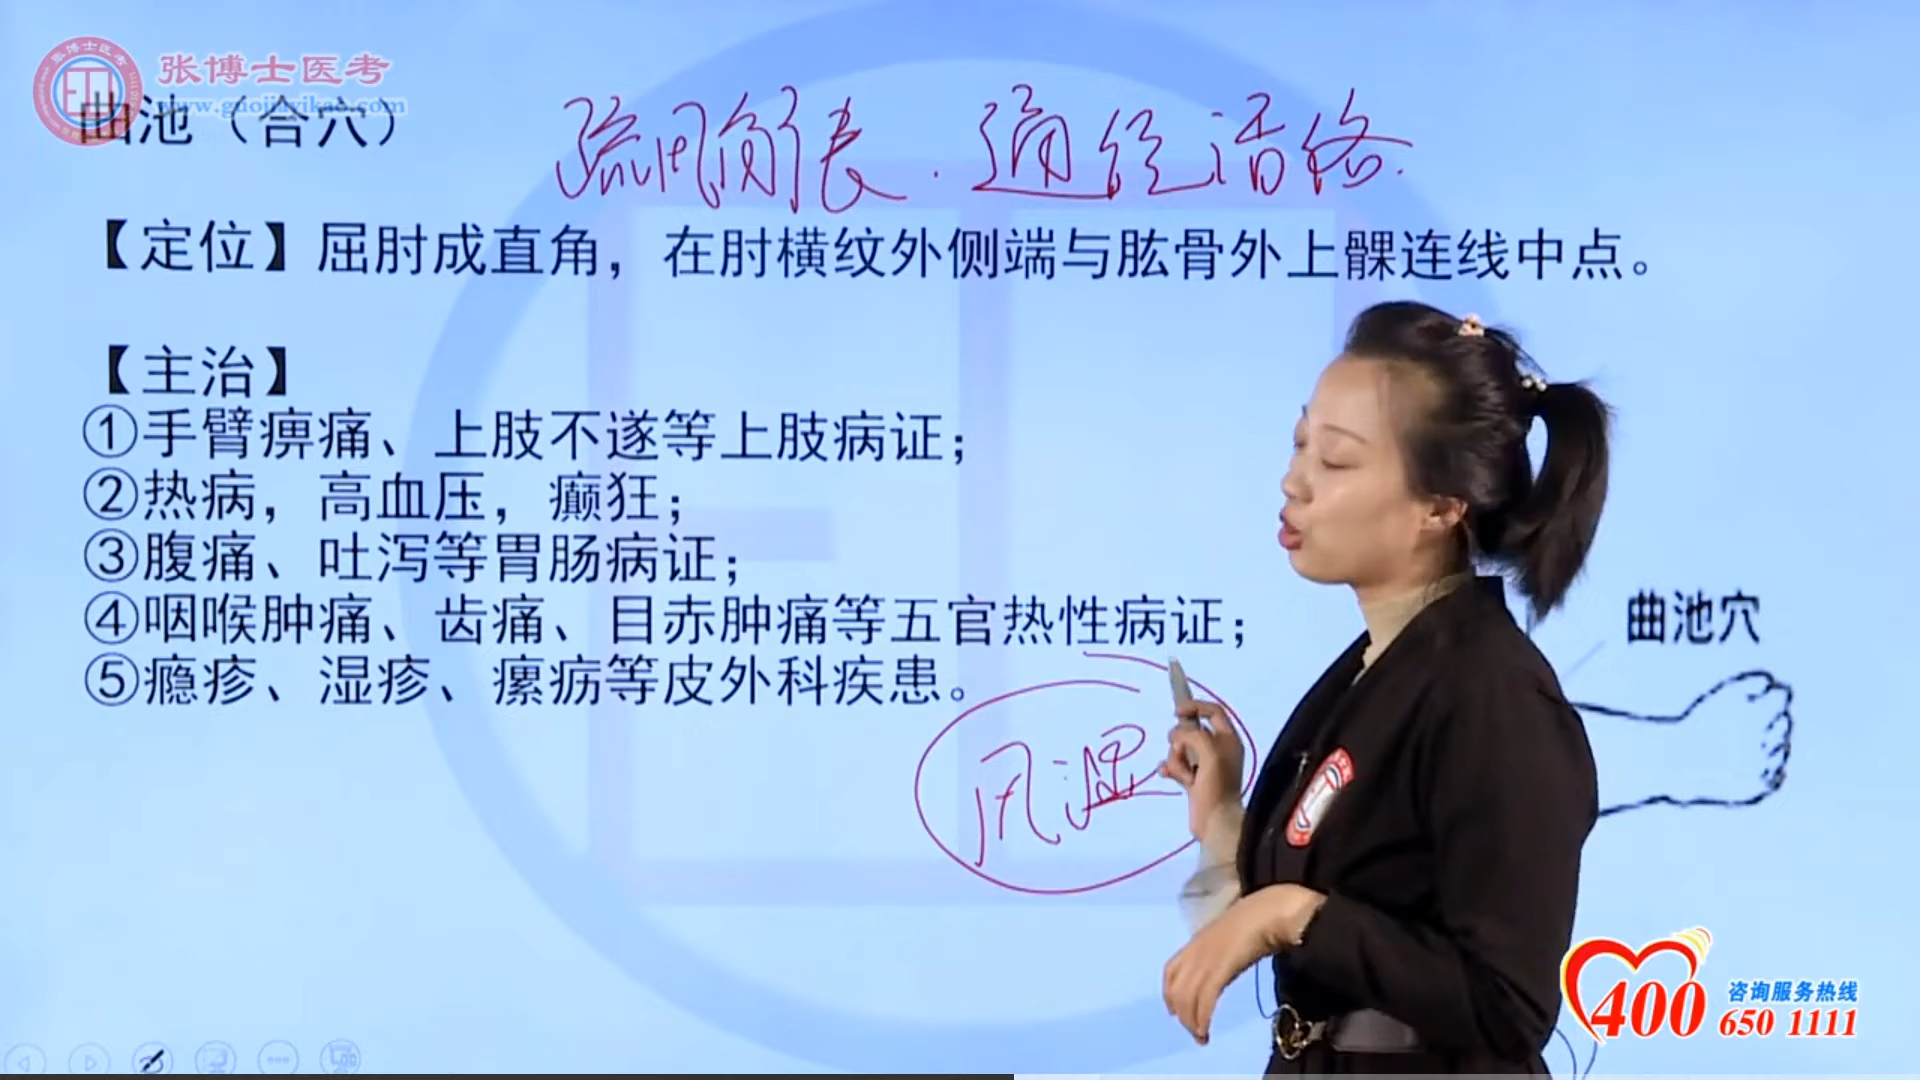 张博士医考
www.guojiayikao.com
曲池（合穴）
疏风解表．通经活络．
【定位】屈肘成直角，在肘横纹外侧端与肱骨外上髁连线中点。
【主治】
①手臂痹痛、上肢不遂等上肢病证；
②热病，高血压，癫狂；
③腹痛、吐泻等胃肠病证；
④咽喉肿痛、齿痛、目赤肿痛等五官热性病证；
⑤瘾疹、湿疹、瘰疬等皮外科疾患。
曲池穴
风湿
400 咨询服务热线
650 1111